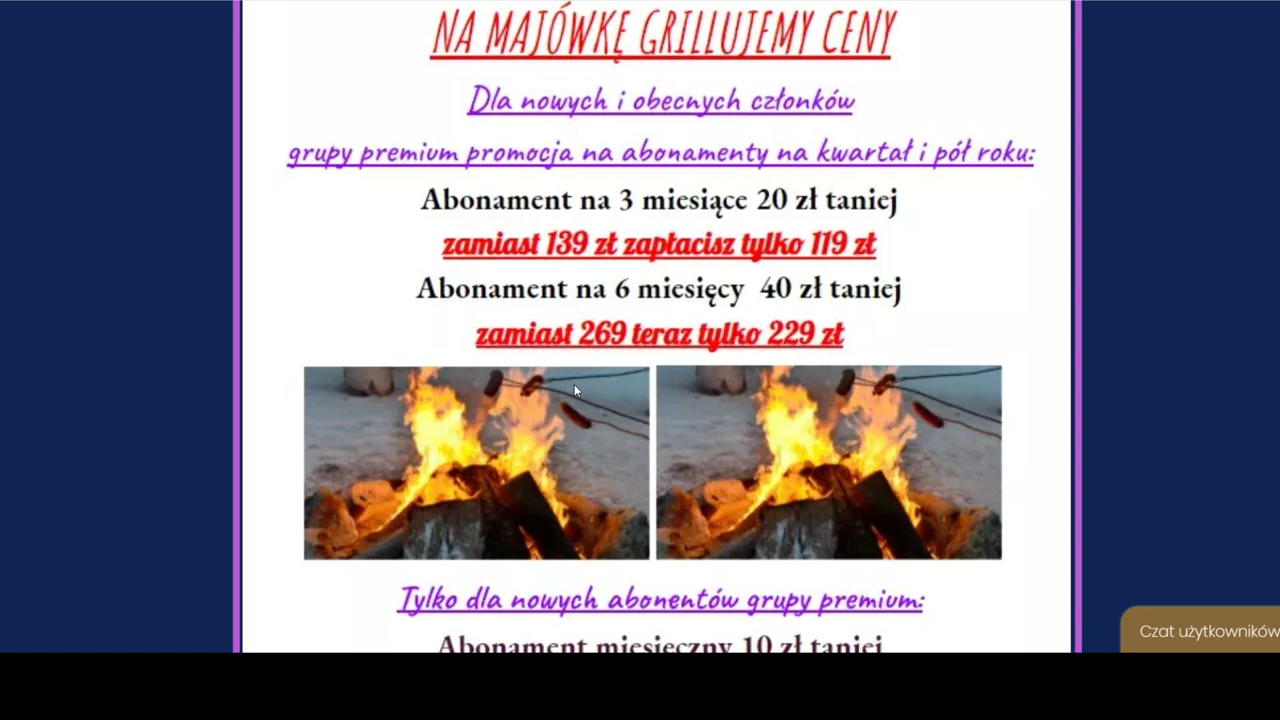 NA MAJÓWKĘ GRILLUJEMY CENY
Dla nowych i obecnych członków
grupy premium promocja na abonamenty na kwartał i pół roku:
Abonament na 3 miesiące 20 zł taniej
zamiast 139 zł zapłacisz tylko 119 zł
Abonament na 6 miesięcy 40 zł taniej
zamiast 269 teraz tylko 229 zł
Tylko dla nowych abonentów grupy premium:
Abonament miesięczny 10 zł taniej
Czat użytkowników